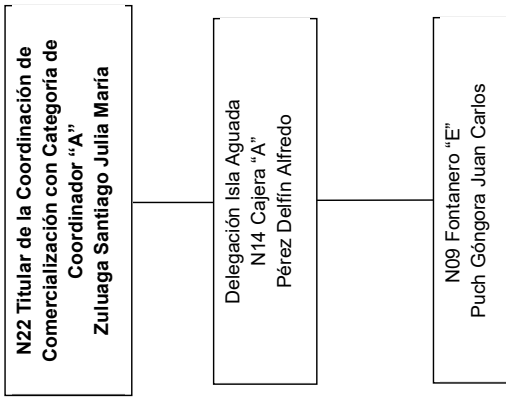 N22 Titular de la Coordinación de
Comercialización con Categoría de
Coordinador “A”
Zuluaga Santiago Julia María
Delegación Isla Aguada
N14 Cajera “A”
Pérez Delfín Alfredo
N09 Fontanero “E”
Puch Góngora Juan Carlos